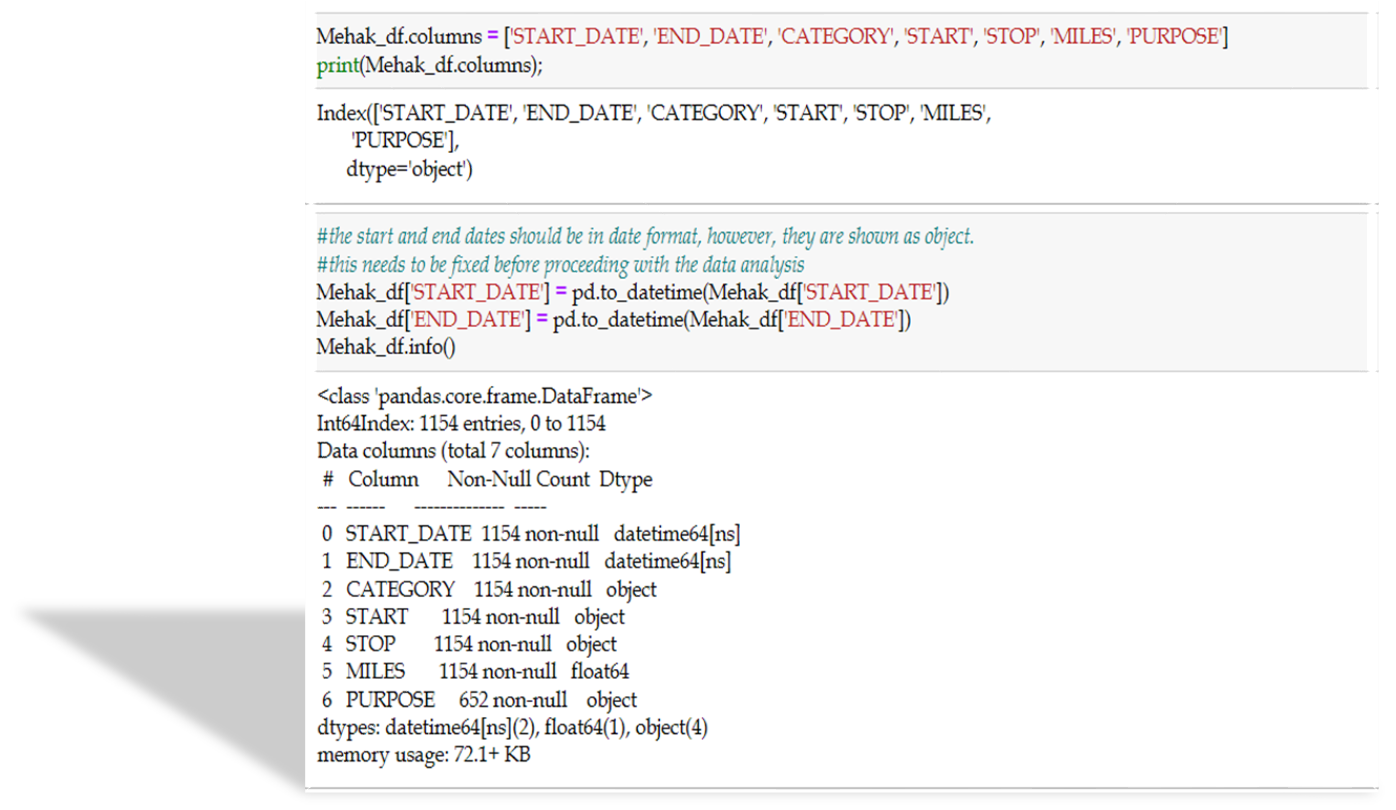 Mehak_df.columns = ['START_DATE', 'END_DATE', 'CATEGORY', 'START', 'STOP', 'MILES', 'PURPOSE']
print(Mehak_df.columns);
Index(['START_DATE', 'END_DATE', 'CATEGORY', 'START', 'STOP', 'MILES',
'PURPOSE'],
dtype='object')
#the start and end dates should be in date format, however, they are shown as object.
#this needs to be fixed before proceeding with the data analysis
Mehak_df['START_DATE'] = pd.to_datetime(Mehak_df['START_DATE'])
Mehak_df['END_DATE'] = pd.to_datetime(Mehak_df['END_DATE'])
Mehak_df.info()
<class 'pandas.core.frame.DataFrame'>
Int64Index: 1154 entries, 0 to 1154
Data columns (total 7 columns):
# Column Non-Null Count Dtype
--- ------ -------------- -----
0 START_DATE 1154 non-null datetime64[ns]
1 END_DATE 1154 non-null datetime64[ns]
2 CATEGORY 1154 non-null object
3 START 1154 non-null object
4 STOP 1154 non-null object
5 MILES 1154 non-null float64
6 PURPOSE 652 non-null object
dtypes: datetime64[ns](2), float64(1), object(4)
memory usage: 72.1+ KB